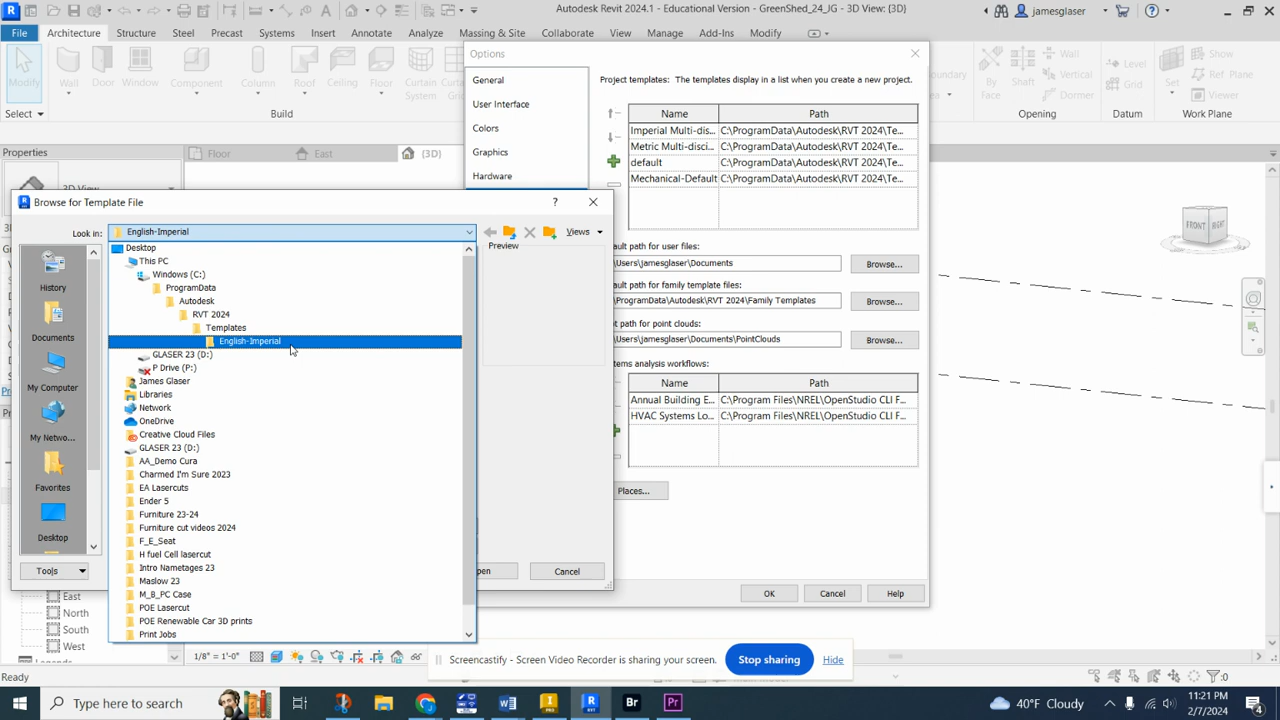 Autodesk Revit 2024.1 - Educational Version - GreenShed_24_JG - 3D View: {3D}
jamesglaser
File Architecture Structure Steel Precast Systems Insert Annotate Analyze Massing & Site Collaborate View Manage Add-Ins Modify
Modify Wall Door Window Component Column Roof Ceiling Floor Curtain System Curtain Grid
By Face Shaft Wall Vertical Dormer Level Grid Set Show Ref Plane Viewer
Select Build Opening Datum Work Plane
Properties
Floor East {3D}
3D View
Options
General
User Interface
Colors
Graphics
Hardware
Project templates: The templates display in a list when you create a new project.
Name Path
Imperial Multi-dis... C:\ProgramData\Autodesk\RVT 2024\Te...
Metric Multi-disci... C:\ProgramData\Autodesk\RVT 2024\Te...
default C:\ProgramData\Autodesk\RVT 2024\Te...
Mechanical-Default C:\ProgramData\Autodesk\RVT 2024\Te...
ault path for user files:
\Users\jamesglaser\Documents Browse...
ault path for family template files:
\ProgramData\Autodesk\RVT 2024\Family Templates Browse...
t path for point clouds:
\Users\jamesglaser\Documents\PointClouds Browse...
tems analysis workflows:
Name Path
Annual Building E... C:\Program Files\NREL\OpenStudio CLI F...
HVAC Systems Lo... C:\Program Files\NREL\OpenStudio CLI F...
Places...
OK Cancel Help
Browse for Template File
Look in: English-Imperial
Views
Preview
History
Documents
My Computer
My Netwo...
Favorites
Desktop
Desktop
This PC
Windows (C:)
ProgramData
Autodesk
RVT 2024
Templates
English-Imperial
GLASER 23 (D:)
P Drive (P:)
James Glaser
Libraries
Network
OneDrive
Creative Cloud Files
GLASER 23 (D:)
AA_Demo Cura
Charmed I'm Sure 2023
EA Lasercuts
Ender 5
Furniture 23-24
Furniture cut videos 2024
F_E_Seat
H fuel Cell lasercut
Intro Nametages 23
Maslow 23
M_B_PC Case
POE Lasercut
POE Renewable Car 3D prints
Print Jobs
Tools
pen Cancel
East
North
South
West
FRONT RIGHT
1/8" = 1'-0"
Screencastify - Screen Video Recorder is sharing your screen. Stop sharing Hide
Ready
:0
Type here to search
40°F Cloudy
11:21 PM
2/7/2024
4